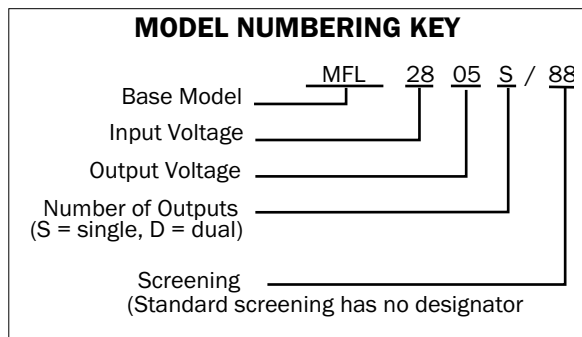 MODEL NUMBERING KEY
MFL 28 05 S / 88
Base Model
Input Voltage
Output Voltage
Number of Outputs
(S = single, D = dual)
Screening
(Standard screening has no designator